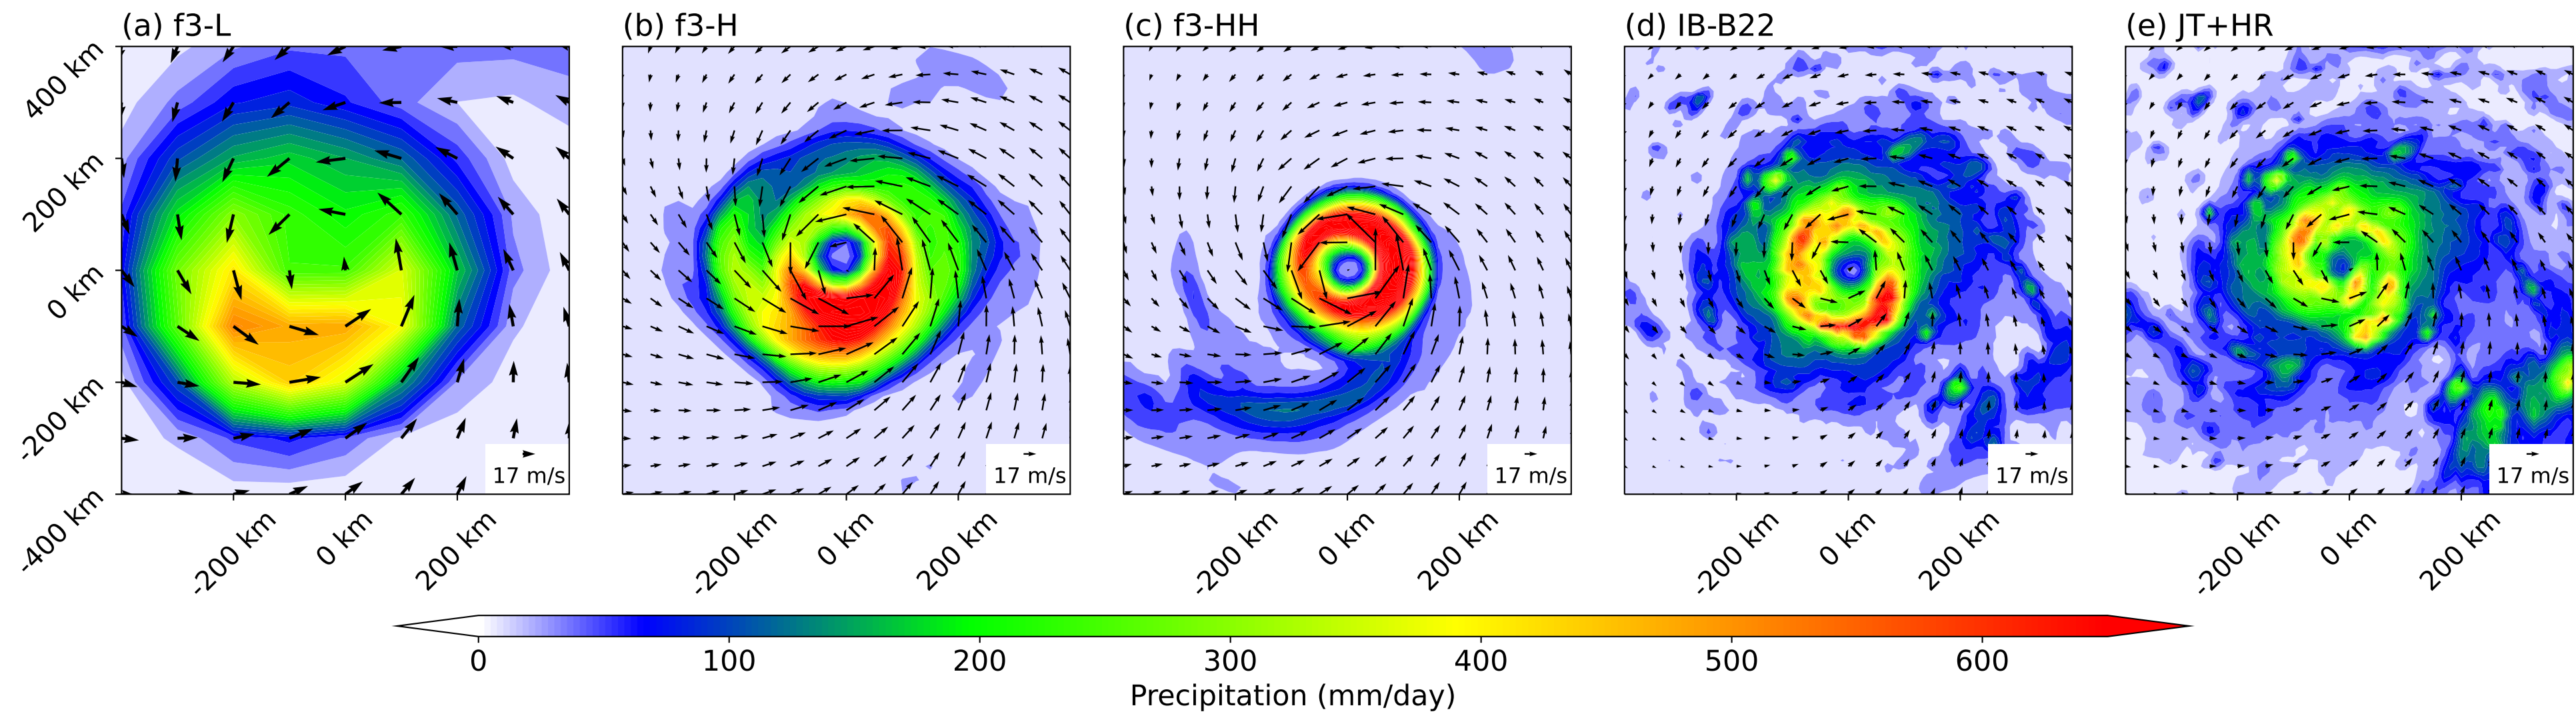 (a) f3-L
(b) f3-H
(c) f3-HH
(d) IB-B22
(e) JT+HR
400 km
200 km
0 km
-200 km
-400 km
17 m/s
17 m/s
17 m/s
17 m/s
17 m/s
-200 km
0 km
200 km
-200 km
0 km
200 km
-200 km
0 km
200 km
-200 km
0 km
200 km
-200 km
0 km
200 km
0
100
200
300
400
500
600
Precipitation (mm/day)